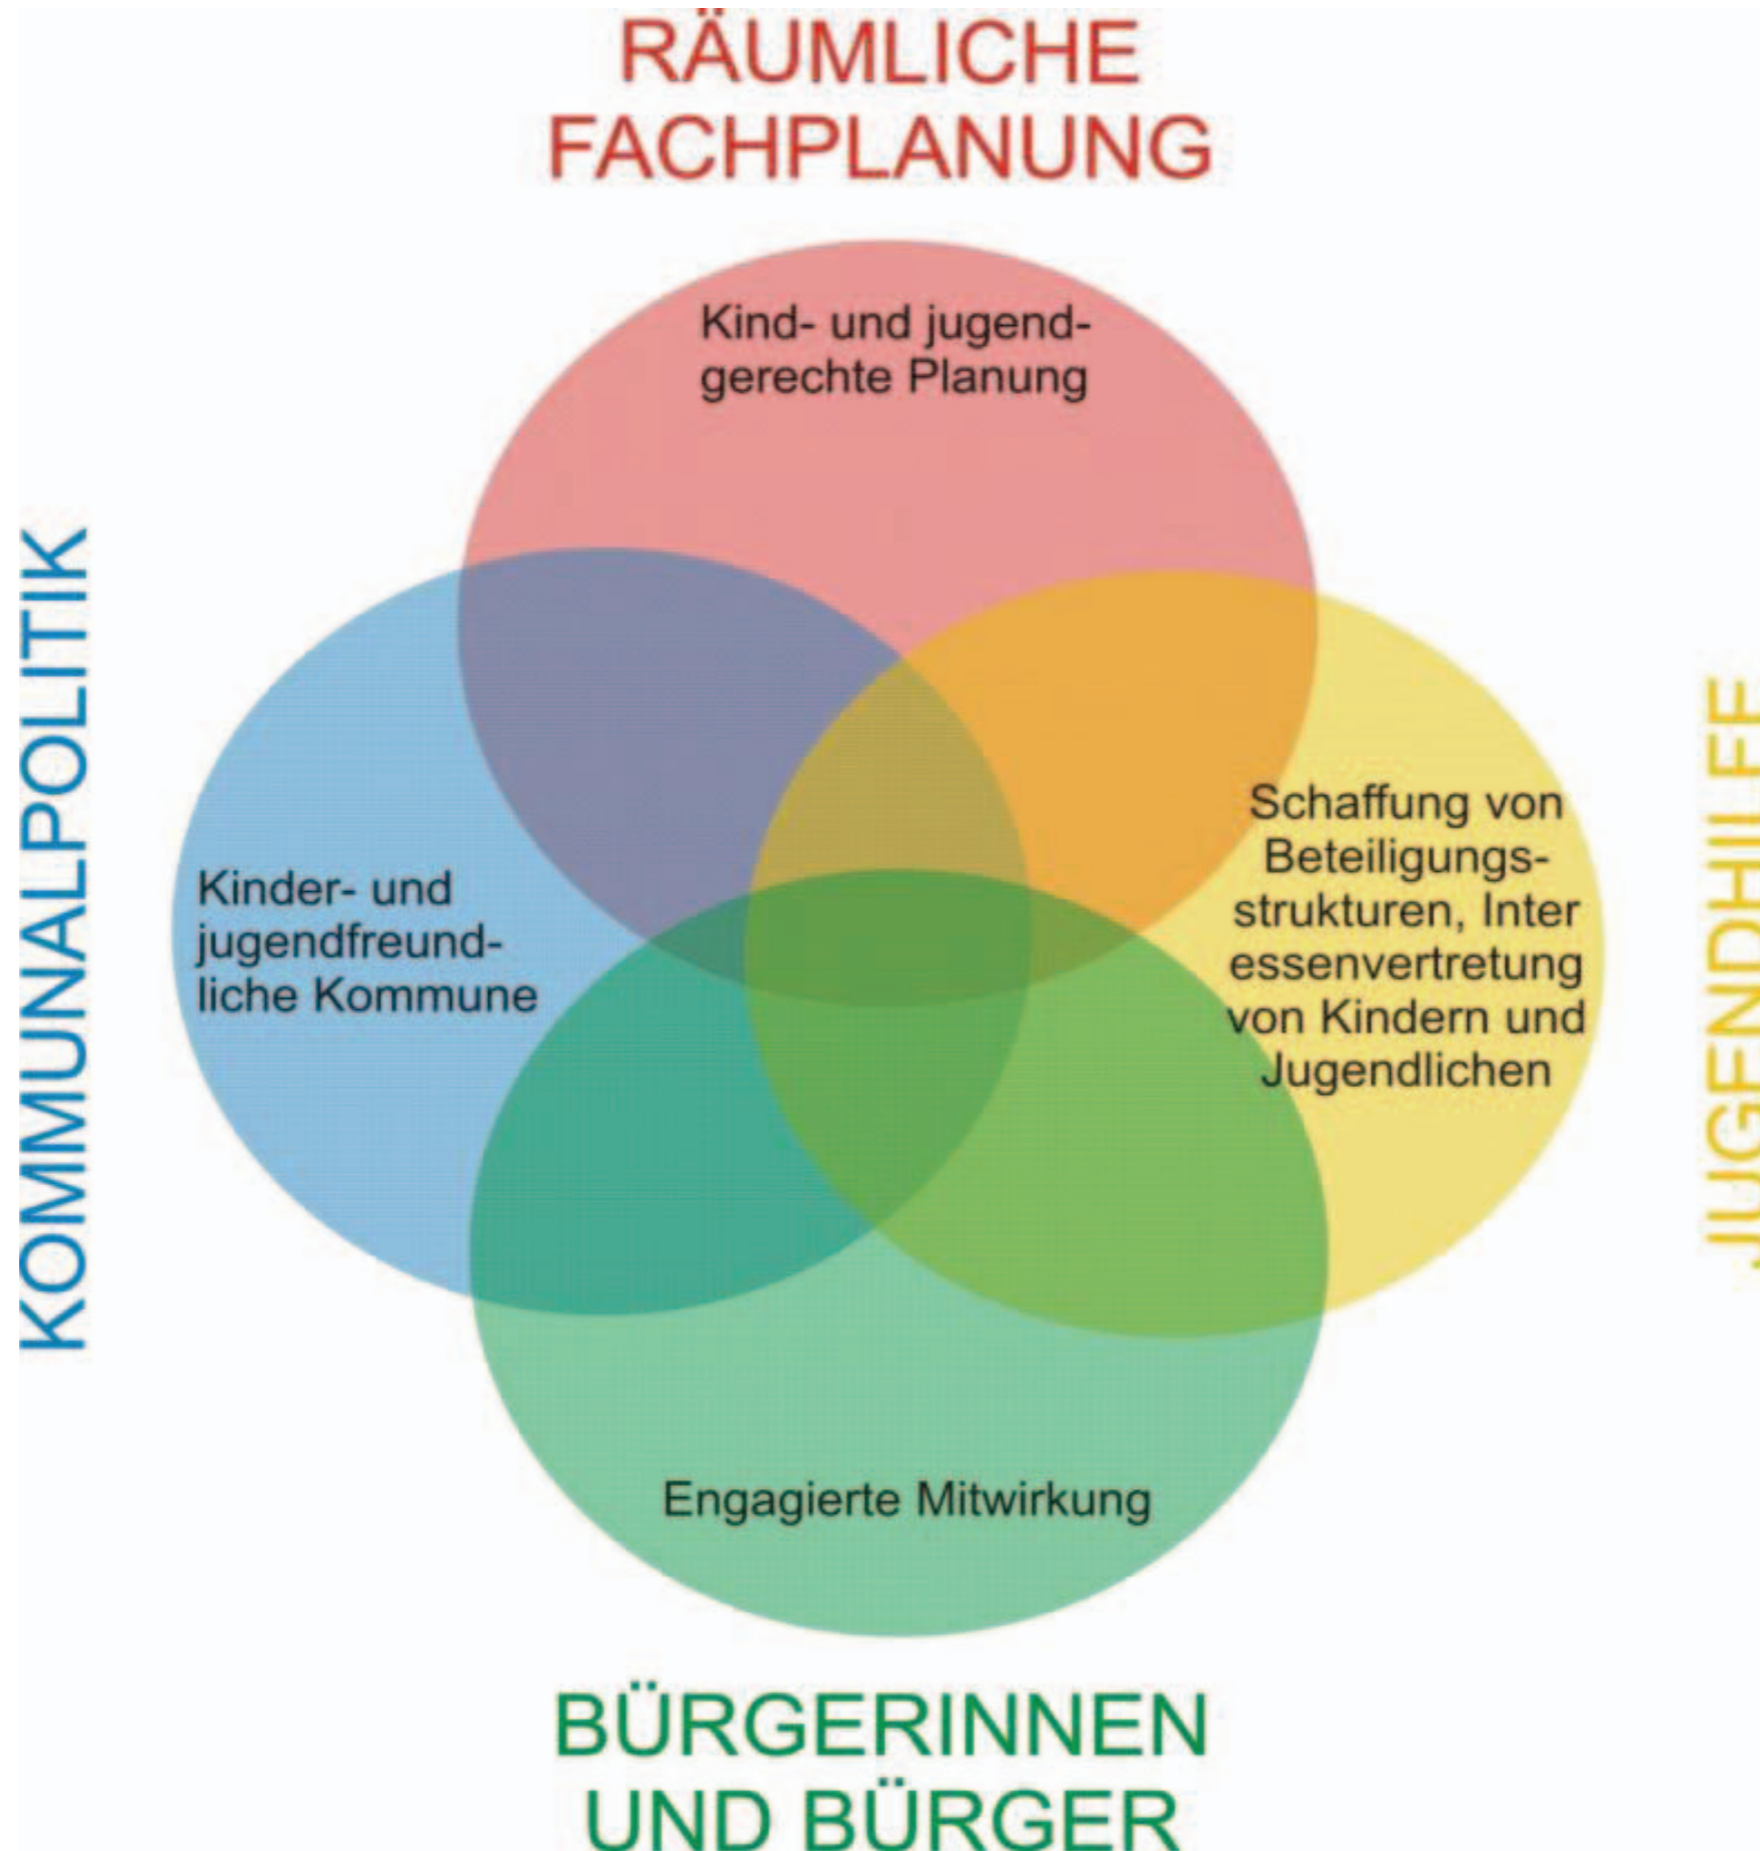 RÄUMLICHE
FACHPLANUNG
Kind- und jugend-
gerechte Planung
KOMMUNALPOLITIK
Kinder- und
jugendfreund-
liche Kommune
Schaffung von
Beteiligungs-
strukturen, Inter
essenvertretung
von Kindern und
Jugendlichen
JUGENDHILFE
Engagierte Mitwirkung
BÜRGERINNEN
UND BÜRGER